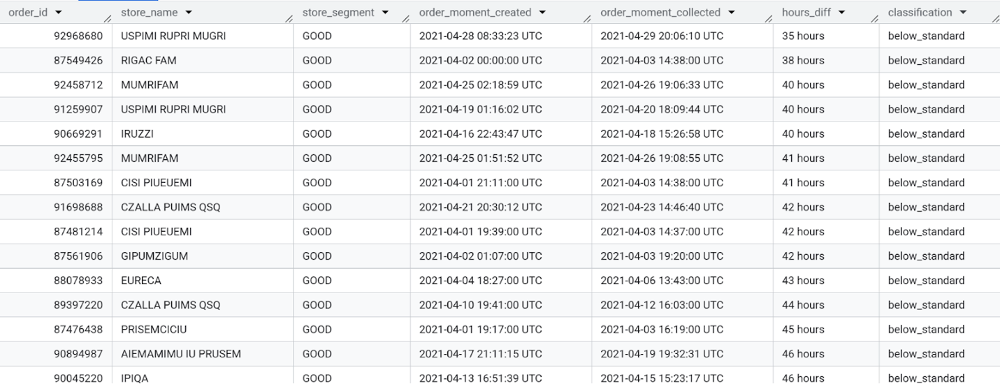 order_id store_name store_segment order_moment_created order_moment_collected hours_diff classification
92968680 USPIMI RUPRI MUGRI GOOD 2021-04-28 08:33:23 UTC 2021-04-29 20:06:10 UTC 35 hours below_standard
87549426 RIGAC FAM GOOD 2021-04-02 00:00:00 UTC 2021-04-03 14:38:00 UTC 38 hours below_standard
92458712 MUMRIFAM GOOD 2021-04-25 02:18:59 UTC 2021-04-26 19:06:33 UTC 40 hours below_standard
91259907 USPIMI RUPRI MUGRI GOOD 2021-04-19 01:16:02 UTC 2021-04-20 18:09:44 UTC 40 hours below_standard
90669291 IRUZZI GOOD 2021-04-16 22:43:47 UTC 2021-04-18 15:26:58 UTC 40 hours below_standard
92455795 MUMRIFAM GOOD 2021-04-25 01:51:52 UTC 2021-04-26 19:08:55 UTC 41 hours below_standard
87503169 CISI PIUEUEMI GOOD 2021-04-01 21:11:00 UTC 2021-04-03 14:38:00 UTC 41 hours below_standard
91698688 CZALLA PUIMS QSQ GOOD 2021-04-21 20:30:12 UTC 2021-04-23 14:46:40 UTC 42 hours below_standard
87481214 CISI PIUEUEMI GOOD 2021-04-01 19:39:00 UTC 2021-04-03 14:37:00 UTC 42 hours below_standard
87561906 GIPUMZIGUM GOOD 2021-04-02 01:07:00 UTC 2021-04-03 19:20:00 UTC 42 hours below_standard
88078933 EURECA GOOD 2021-04-04 18:27:00 UTC 2021-04-06 13:43:00 UTC 43 hours below_standard
89397220 CZALLA PUIMS QSQ GOOD 2021-04-10 19:41:00 UTC 2021-04-12 16:03:00 UTC 44 hours below_standard
87476438 PRISEMCICIU GOOD 2021-04-01 19:17:00 UTC 2021-04-03 16:19:00 UTC 45 hours below_standard
90894987 AIEMAMIMU IU PRUSEM GOOD 2021-04-17 21:11:15 UTC 2021-04-19 19:32:31 UTC 46 hours below_standard
90045220 IPIQA GOOD 2021-04-13 16:51:39 UTC 2021-04-15 15:23:17 UTC 46 hours below_standard